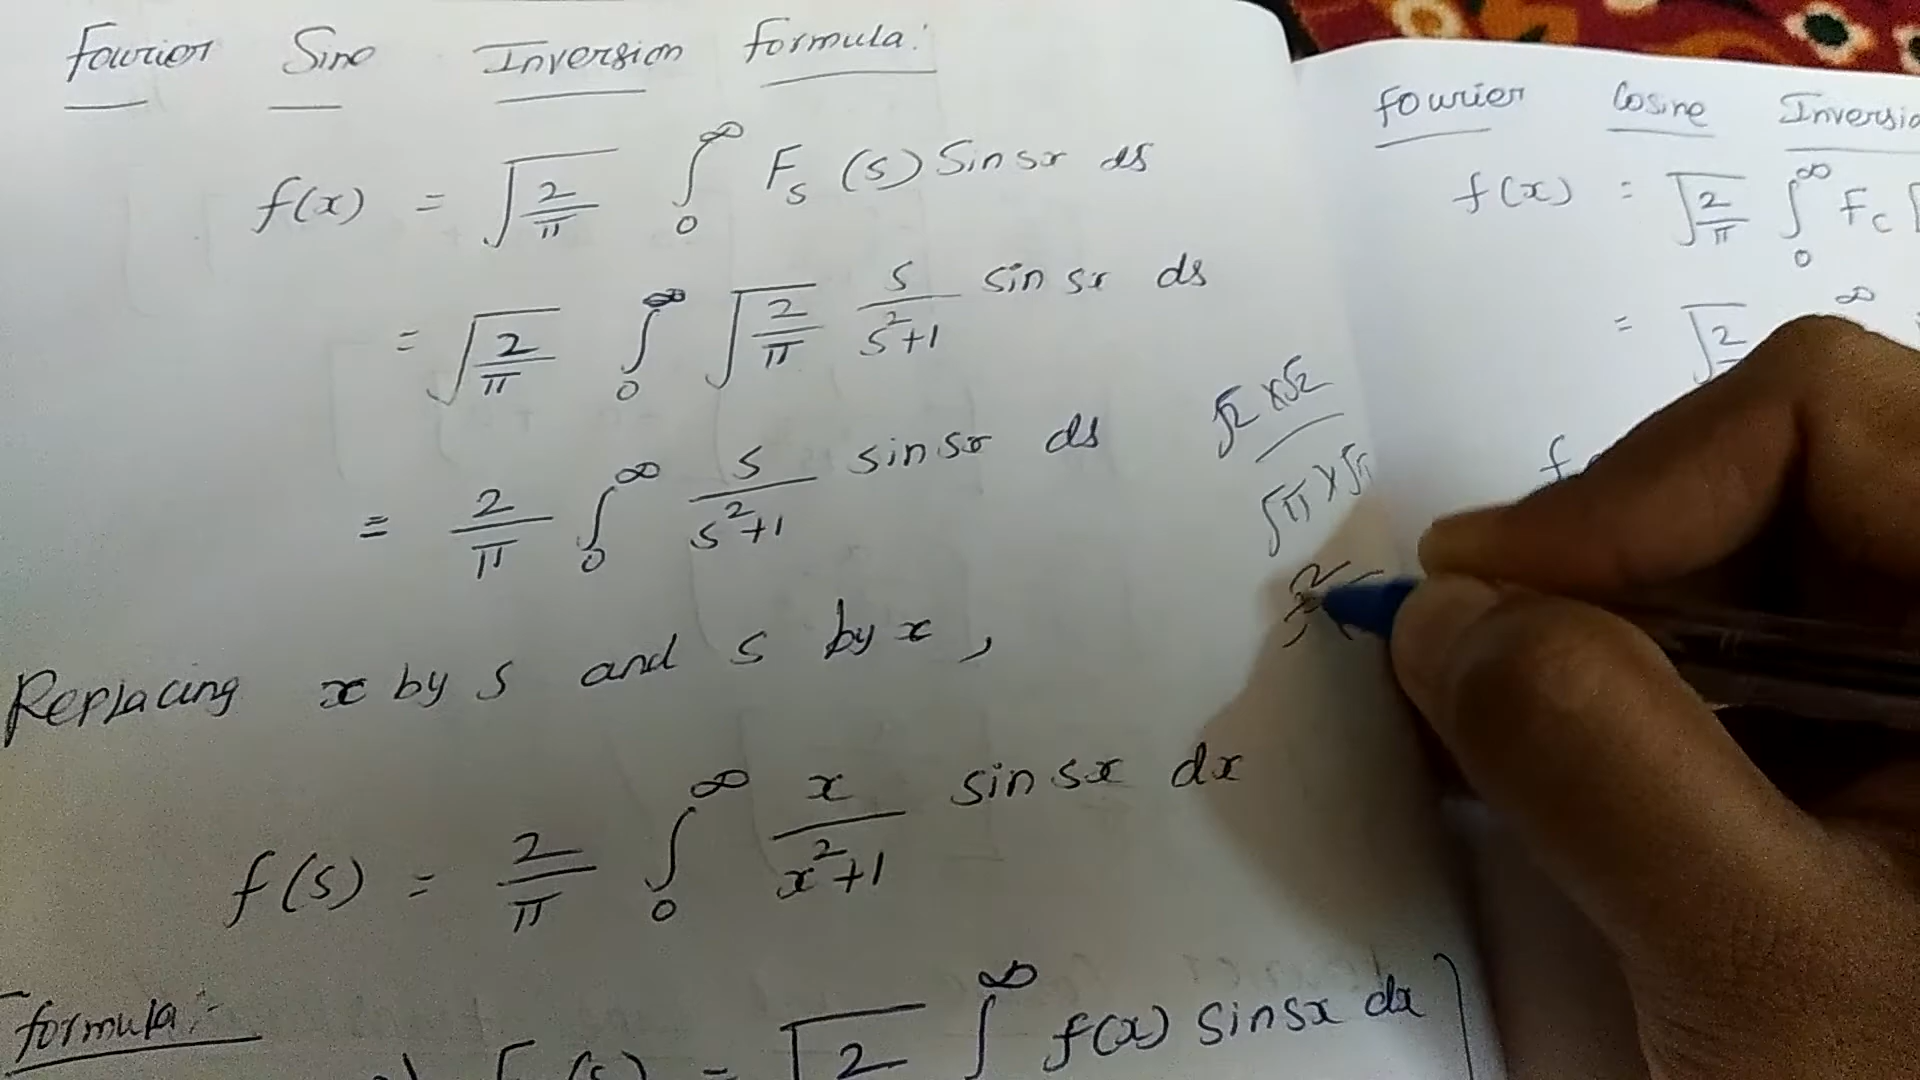 Fourier Sine Inversion formula:
f(x) = √(2/π) ∫₀^∞ F_s (s) Sin sx ds
= √(2/π) ∫₀^∞ √(2/π) s/(s²+1) sin sx ds
= 2/π ∫₀^∞ s/(s²+1) sin sx ds
√2 x √2
√π x √π
Replacing x by s and s by x,
f(s) = 2/π ∫₀^∞ x/(x²+1) sin sx dx
formula:-
= √2 ∫^∞ f(x) sin sx dx
Fourier Cosine
f(x) = √(2/π) ∫₀^∞ F_c
= √2 ∞